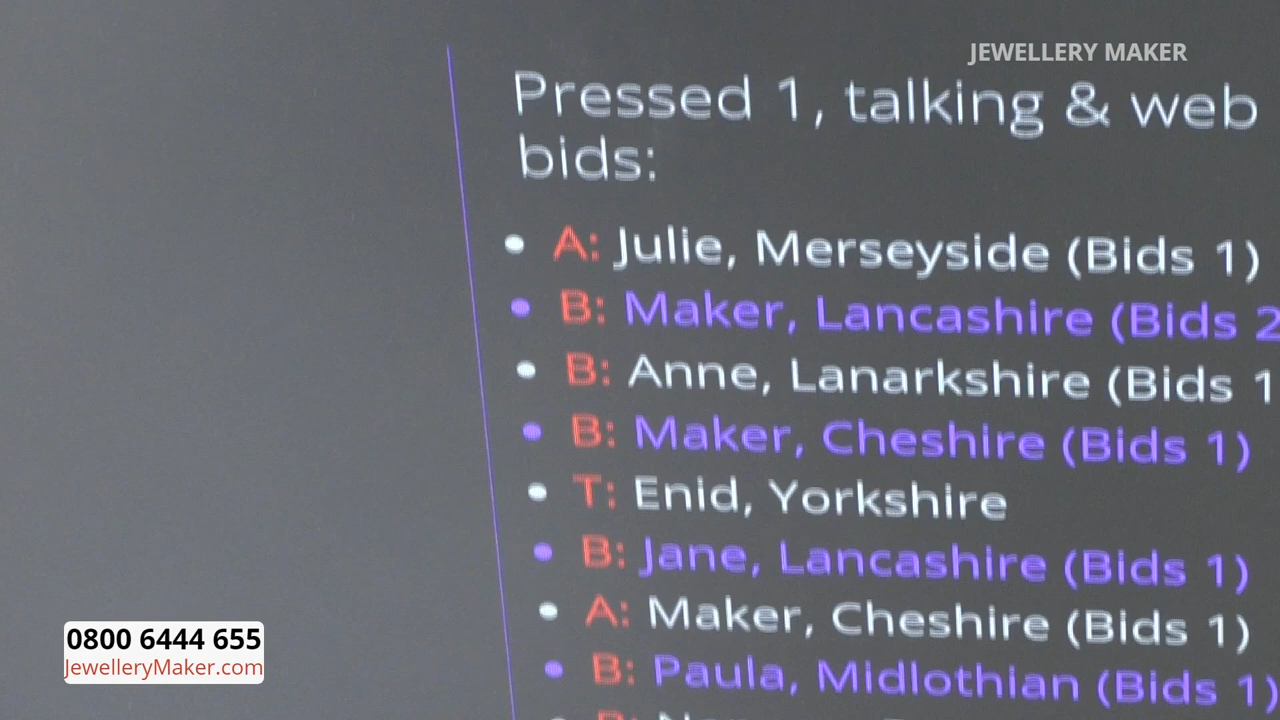 JEWELLERY MAKER
Pressed 1, talking & web
bids:
• A: Julie, Merseyside (Bids 1)
• B: Maker, Lancashire (Bids 2
• B: Anne, Lanarkshire (Bids 1
• B: Maker, Cheshire (Bids 1)
• T: Enid, Yorkshire
• B: Jane, Lancashire (Bids 1)
• A: Maker, Cheshire (Bids 1)
• B: Paula, Midlothian (Bids 1)
0800 6444 655
JewelleryMaker.com